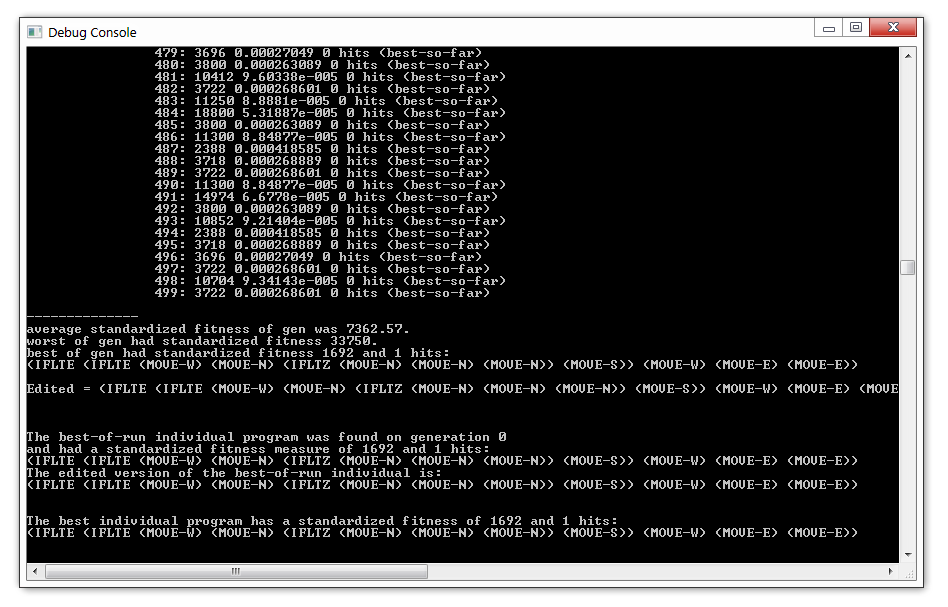 Debug Console
479: 3696 0.00027049 0 hits (best-so-far)
480: 3800 0.000263089 0 hits (best-so-far)
481: 10412 9.60338e-005 0 hits (best-so-far)
482: 3722 0.000268601 0 hits (best-so-far)
483: 11250 8.8881e-005 0 hits (best-so-far)
484: 18800 5.31887e-005 0 hits (best-so-far)
485: 3800 0.000263089 0 hits (best-so-far)
486: 11300 8.84877e-005 0 hits (best-so-far)
487: 2388 0.000418585 0 hits (best-so-far)
488: 3718 0.000268889 0 hits (best-so-far)
489: 3722 0.000268601 0 hits (best-so-far)
490: 11300 8.84877e-005 0 hits (best-so-far)
491: 14974 6.6778e-005 0 hits (best-so-far)
492: 3800 0.000263089 0 hits (best-so-far)
493: 10852 9.21404e-005 0 hits (best-so-far)
494: 2388 0.000418585 0 hits (best-so-far)
495: 3718 0.000268889 0 hits (best-so-far)
496: 3696 0.00027049 0 hits (best-so-far)
497: 3722 0.000268601 0 hits (best-so-far)
498: 10704 9.34143e-005 0 hits (best-so-far)
499: 3722 0.000268601 0 hits (best-so-far)
--------------
average standardized fitness of gen was 7362.57.
worst of gen had standardized fitness 33750.
best of gen had standardized fitness 1692 and 1 hits:
(IFLTE (IFLTE (MOVE-W) (MOVE-N) (IFLTZ (MOVE-N) (MOVE-N) (MOVE-N)) (MOVE-S)) (MOVE-W) (MOVE-E) (MOVE-E))
Edited = (IFLTE (IFLTE (MOVE-W) (MOVE-N) (IFLTZ (MOVE-N) (MOVE-N) (MOVE-N)) (MOVE-S)) (MOVE-W) (MOVE-E) (MOVE
The best-of-run individual program was found on generation 0
and had a standardized fitness measure of 1692 and 1 hits:
(IFLTE (IFLTE (MOVE-W) (MOVE-N) (IFLTZ (MOVE-N) (MOVE-N) (MOVE-N)) (MOVE-S)) (MOVE-W) (MOVE-E) (MOVE-E))
The edited version of the best-of-run individual is:
(IFLTE (IFLTE (MOVE-W) (MOVE-N) (IFLTZ (MOVE-N) (MOVE-N) (MOVE-N)) (MOVE-S)) (MOVE-W) (MOVE-E) (MOVE-E))
The best individual program has a standardized fitness of 1692 and 1 hits:
(IFLTE (IFLTE (MOVE-W) (MOVE-N) (IFLTZ (MOVE-N) (MOVE-N) (MOVE-N)) (MOVE-S)) (MOVE-W) (MOVE-E) (MOVE-E))